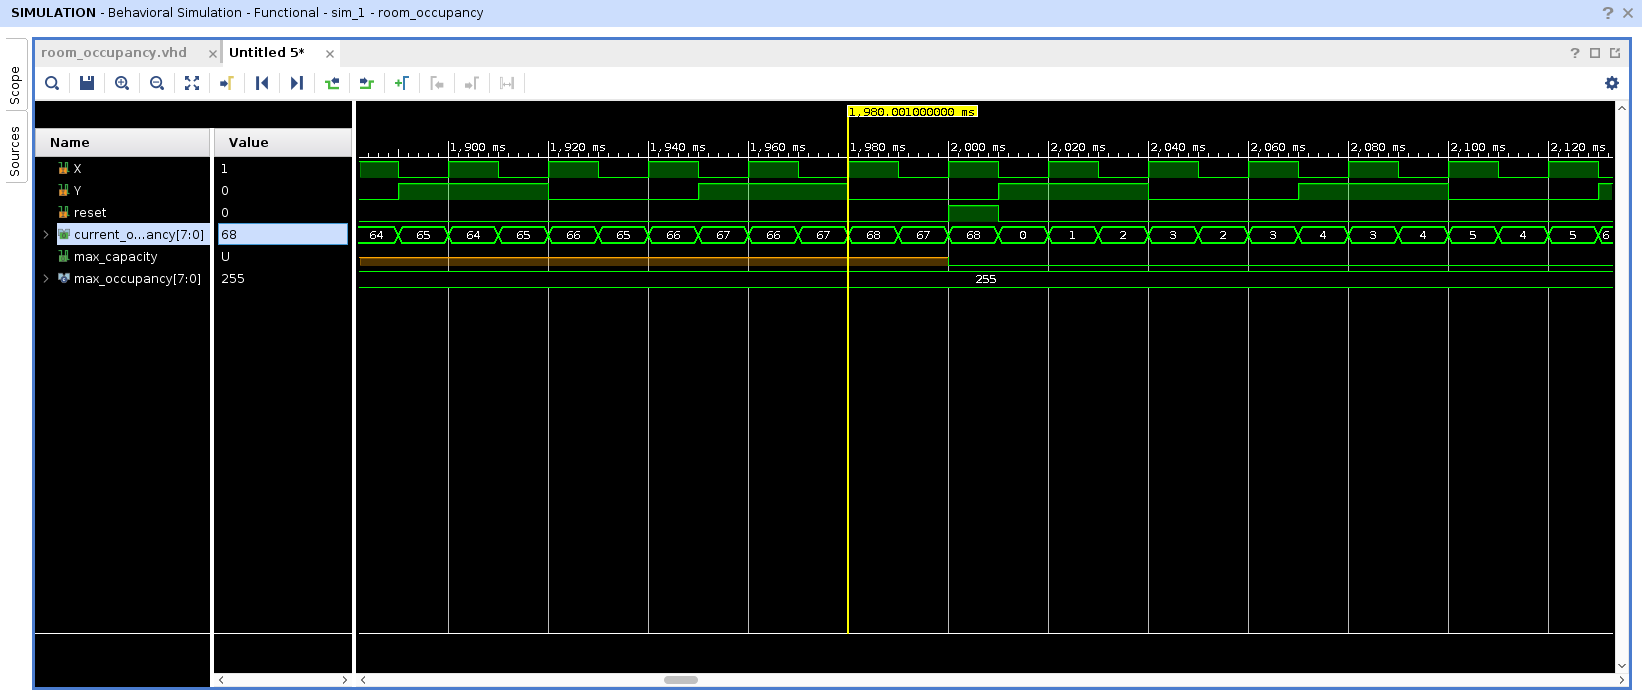 SIMULATION - Behavioral Simulation - Functional - sim_1 - room_occupancy
? ×
room_occupancy.vhd × Untitled 5* ×
?
Scope
Sources
1,980.001000000 ms
Name Value
1,900 ms 1,920 ms 1,940 ms 1,960 ms 1,980 ms 2,000 ms 2,020 ms 2,040 ms 2,060 ms 2,080 ms 2,100 ms 2,120 ms
X 1
Y 0
reset 0
current_o...ancy[7:0] 68 64 65 64 65 66 65 66 67 66 67 68 67 68 0 1 2 3 2 3 4 3 4 5 4 5 6
max_capacity U
max_occupancy[7:0] 255 255